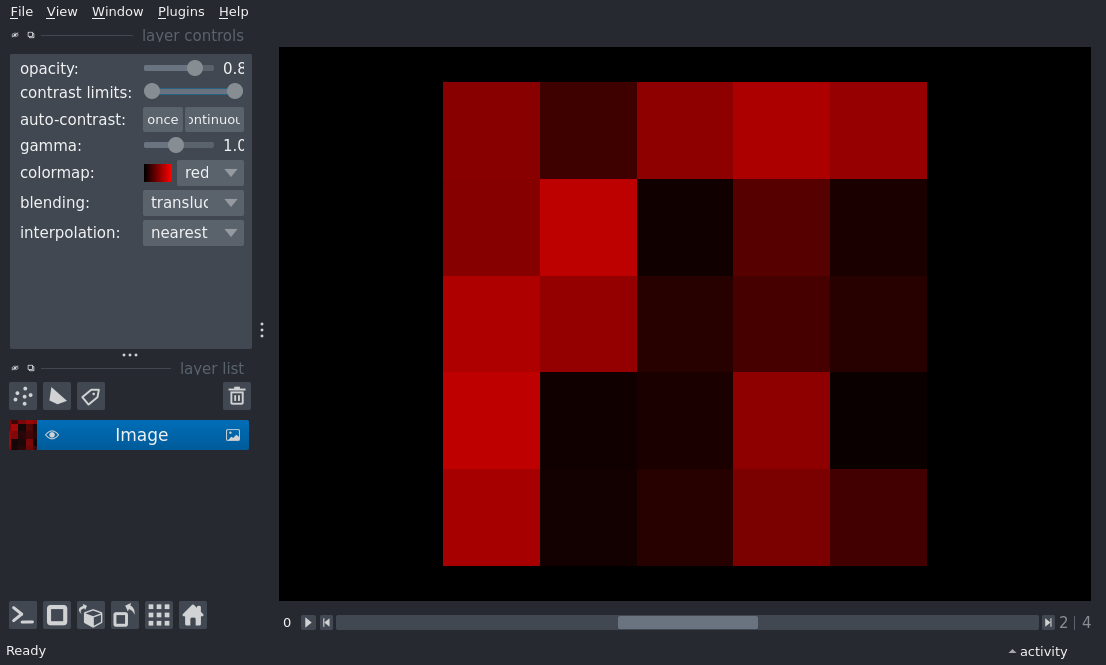 File View Window Plugins Help
layer controls
opacity: 0.8
contrast limits:
auto-contrast: once ontinuou
gamma: 1.0
colormap: red
blending: transluc
interpolation: nearest
layer list
Image
0 2 | 4
Ready activity